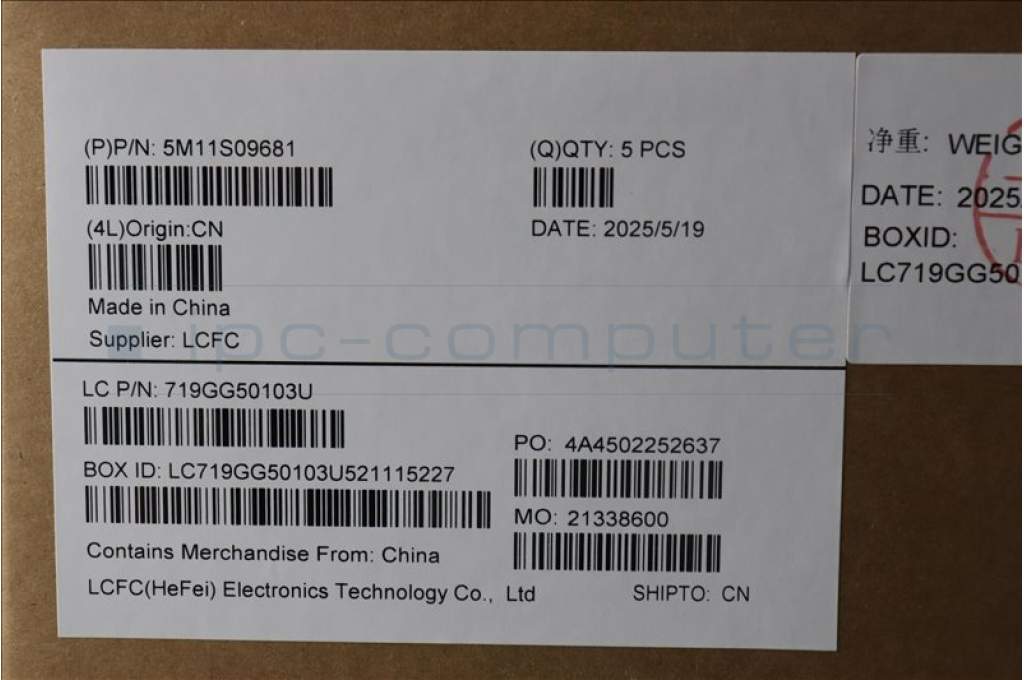 (P)P/N: 5M11S09681
(Q)QTY: 5 PCS
(4L)Origin:CN
DATE: 2025/5/19
Made in China
Supplier: LCFC
ipc-computer
LC P/N: 719GG50103U
PO: 4A4502252637
BOX ID: LC719GG50103U521115227
MO: 21338600
Contains Merchandise From: China
LCFC(HeFei) Electronics Technology Co., Ltd
SHIPTO: CN
净重: WEIG
DATE: 2025
BOXID:
LC719GG50